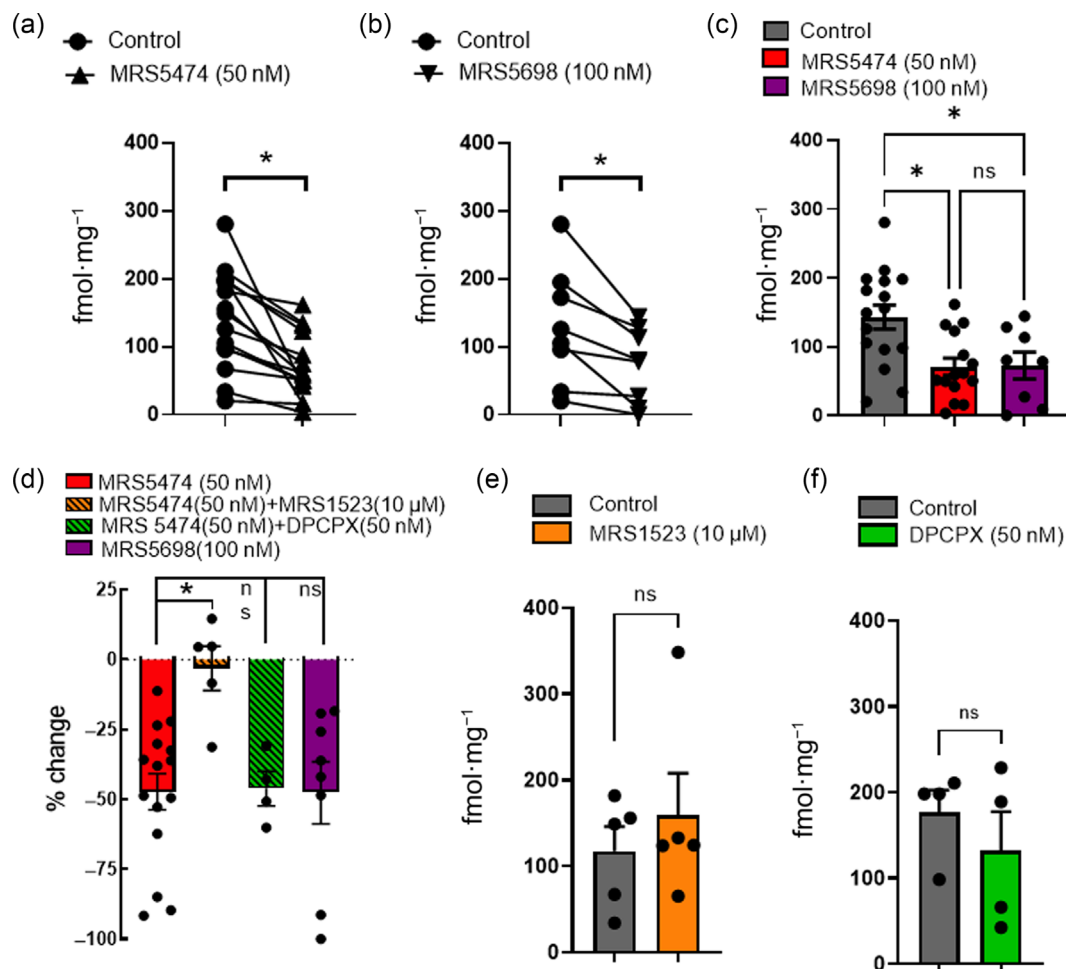 (a)
Control
MRS5474 (50 nM)
400
300
200
100
0
fmol·mg⁻¹
*
(b)
Control
MRS5698 (100 nM)
400
300
200
100
0
fmol·mg⁻¹
*
(c)
Control
MRS5474 (50 nM)
MRS5698 (100 nM)
400
300
200
100
0
fmol·mg⁻¹
*
*
ns
(d)
MRS5474 (50 nM)
MRS5474(50 nM)+MRS1523(10 µM)
MRS 5474(50 nM)+DPCPX(50 nM)
MRS5698(100 nM)
25
0
−25
−50
−75
−100
% change
*
n
s
ns
(e)
Control
MRS1523 (10 µM)
400
300
200
100
0
fmol·mg⁻¹
ns
(f)
Control
DPCPX (50 nM)
400
300
200
100
0
fmol·mg⁻¹
ns